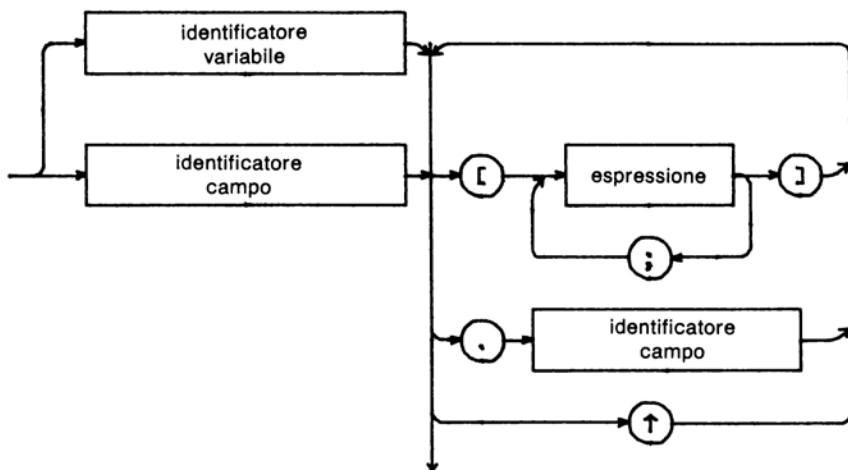 identificatore
variabile
identificatore
campo
[
espressione
]
;
.
identificatore
campo
↑